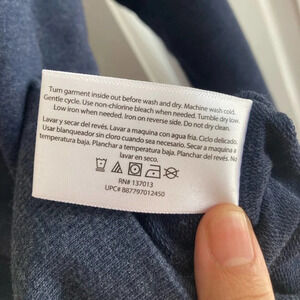 Turn garment inside out before wash and dry. Machine wash cold.
Gentle cycle. Use non-chlorine bleach when needed. Tumble dry low.
Low iron when needed. Iron on reverse side. Do not dry clean.
Lavar y secar del revés. Lavar a maquina con agua fria. Ciclo delicado.
Usar blanqueador sin cloro cuando sea necesario. Secar a maquina a
temperatura baja. Planchar a temperatura baja. Planchar del revés. No
lavar en seco.
RN# 137013
UPC# 887797012450